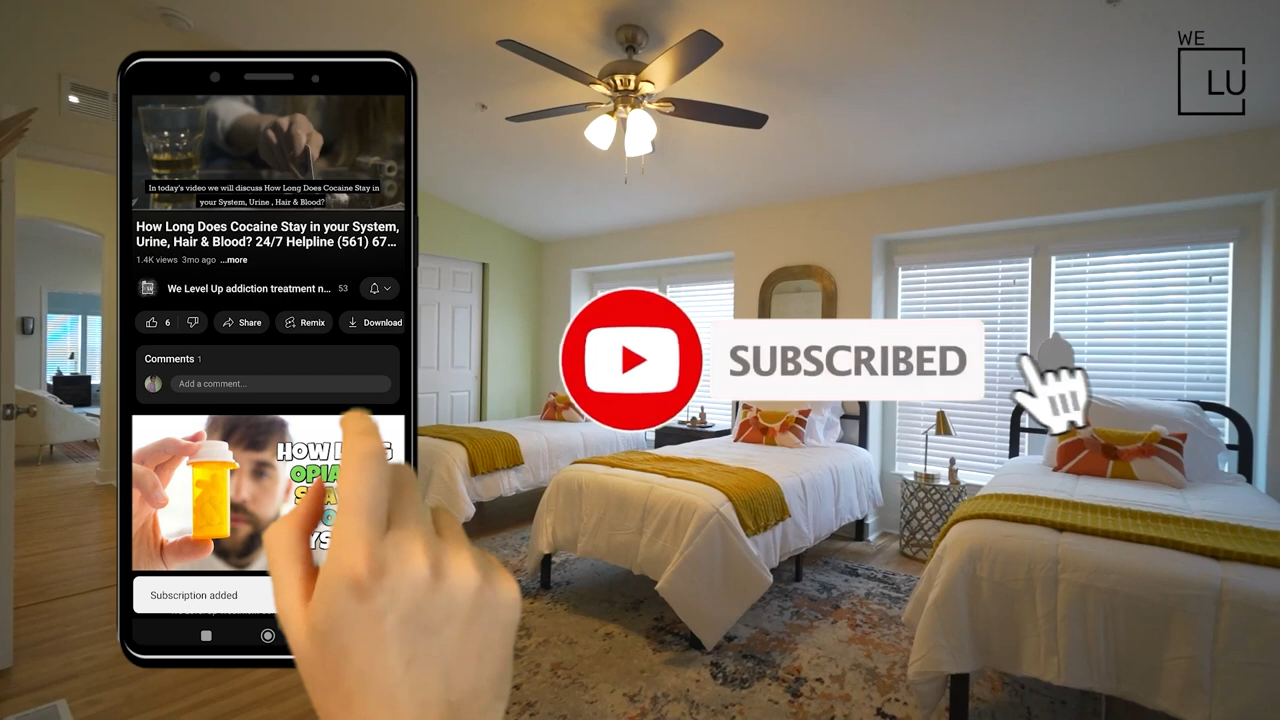 WE
LU
In today's video we will discuss How Long Does Cocaine Stay in
your System, Urine , Hair & Blood?
How Long Does Cocaine Stay in your System,
Urine, Hair & Blood? 24/7 Helpline (561) 67...
1.4K views 3mo ago ...more
We Level Up addiction treatment n... 53
6 Share Remix Download
Comments 1
Add a comment...
HOW
Subscription added
SUBSCRIBED